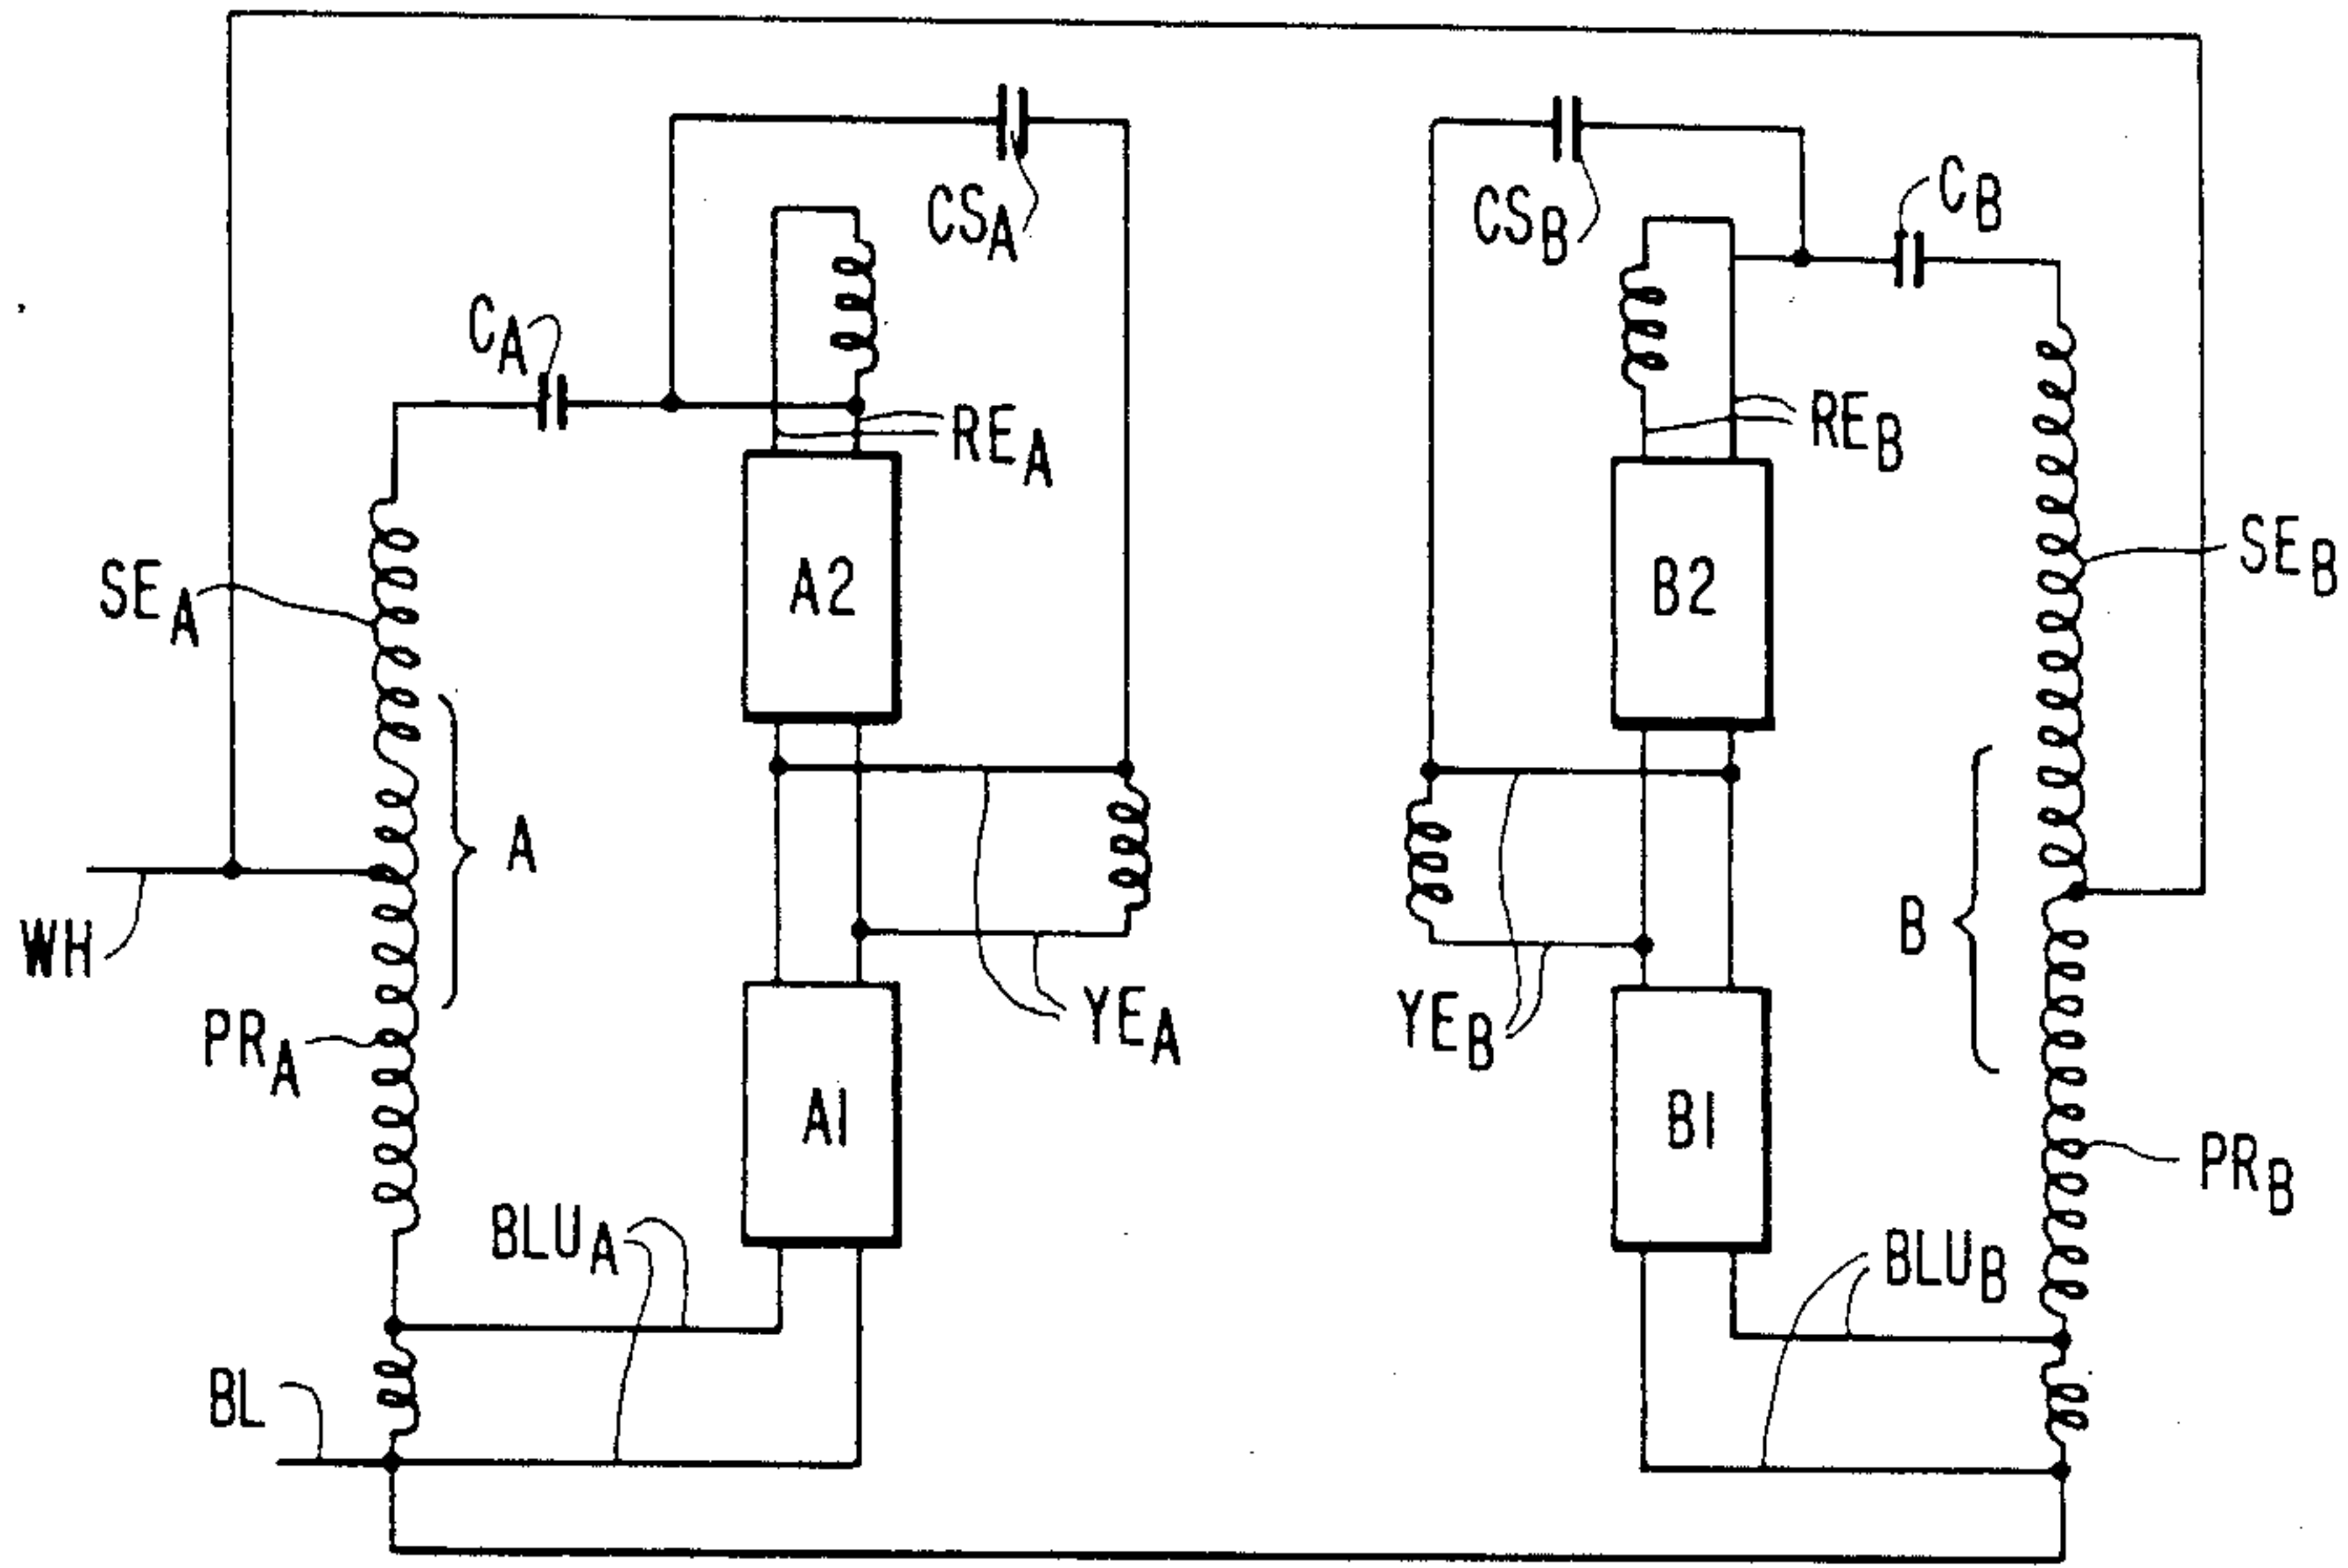 CSA
CSB
CB
CA
REA
REB
SEA
A2
B2
SEB
A
B
WH
PRA
YEA
YEB
A1
B1
PRB
BLUA
BLUB
BL